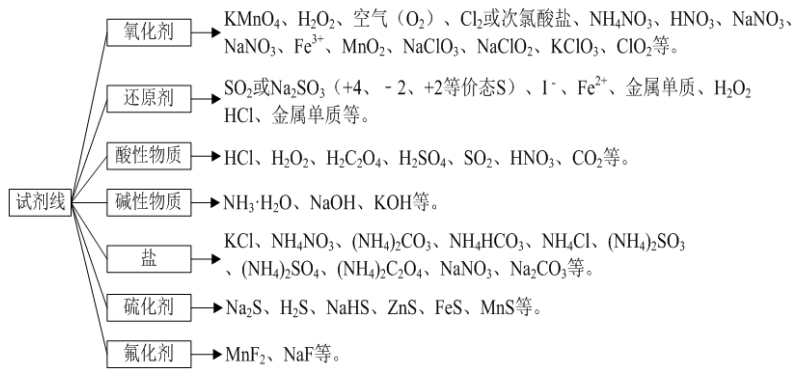 氧化剂
KMnO₄、H₂O₂、空气（O₂）、Cl₂或次氯酸盐、NH₄NO₃、HNO₃、NaNO₃、
NaNO₃、Fe³⁺、MnO₂、NaClO₃、NaClO₂、KClO₃、ClO₂等。
还原剂
SO₂或Na₂SO₃（+4、﹣2、+2等价态S）、I⁻、Fe²⁺、金属单质、H₂O₂
HCl、金属单质等。
酸性物质
HCl、H₂O₂、H₂C₂O₄、H₂SO₄、SO₂、HNO₃、CO₂等。
试剂线
碱性物质
NH₃·H₂O、NaOH、KOH等。
盐
KCl、NH₄NO₃、(NH₄)₂CO₃、NH₄HCO₃、NH₄Cl、(NH₄)₂SO₃
、(NH₄)₂SO₄、(NH₄)₂C₂O₄、NaNO₃、Na₂CO₃等。
硫化剂
Na₂S、H₂S、NaHS、ZnS、FeS、MnS等。
氟化剂
MnF₂、NaF等。